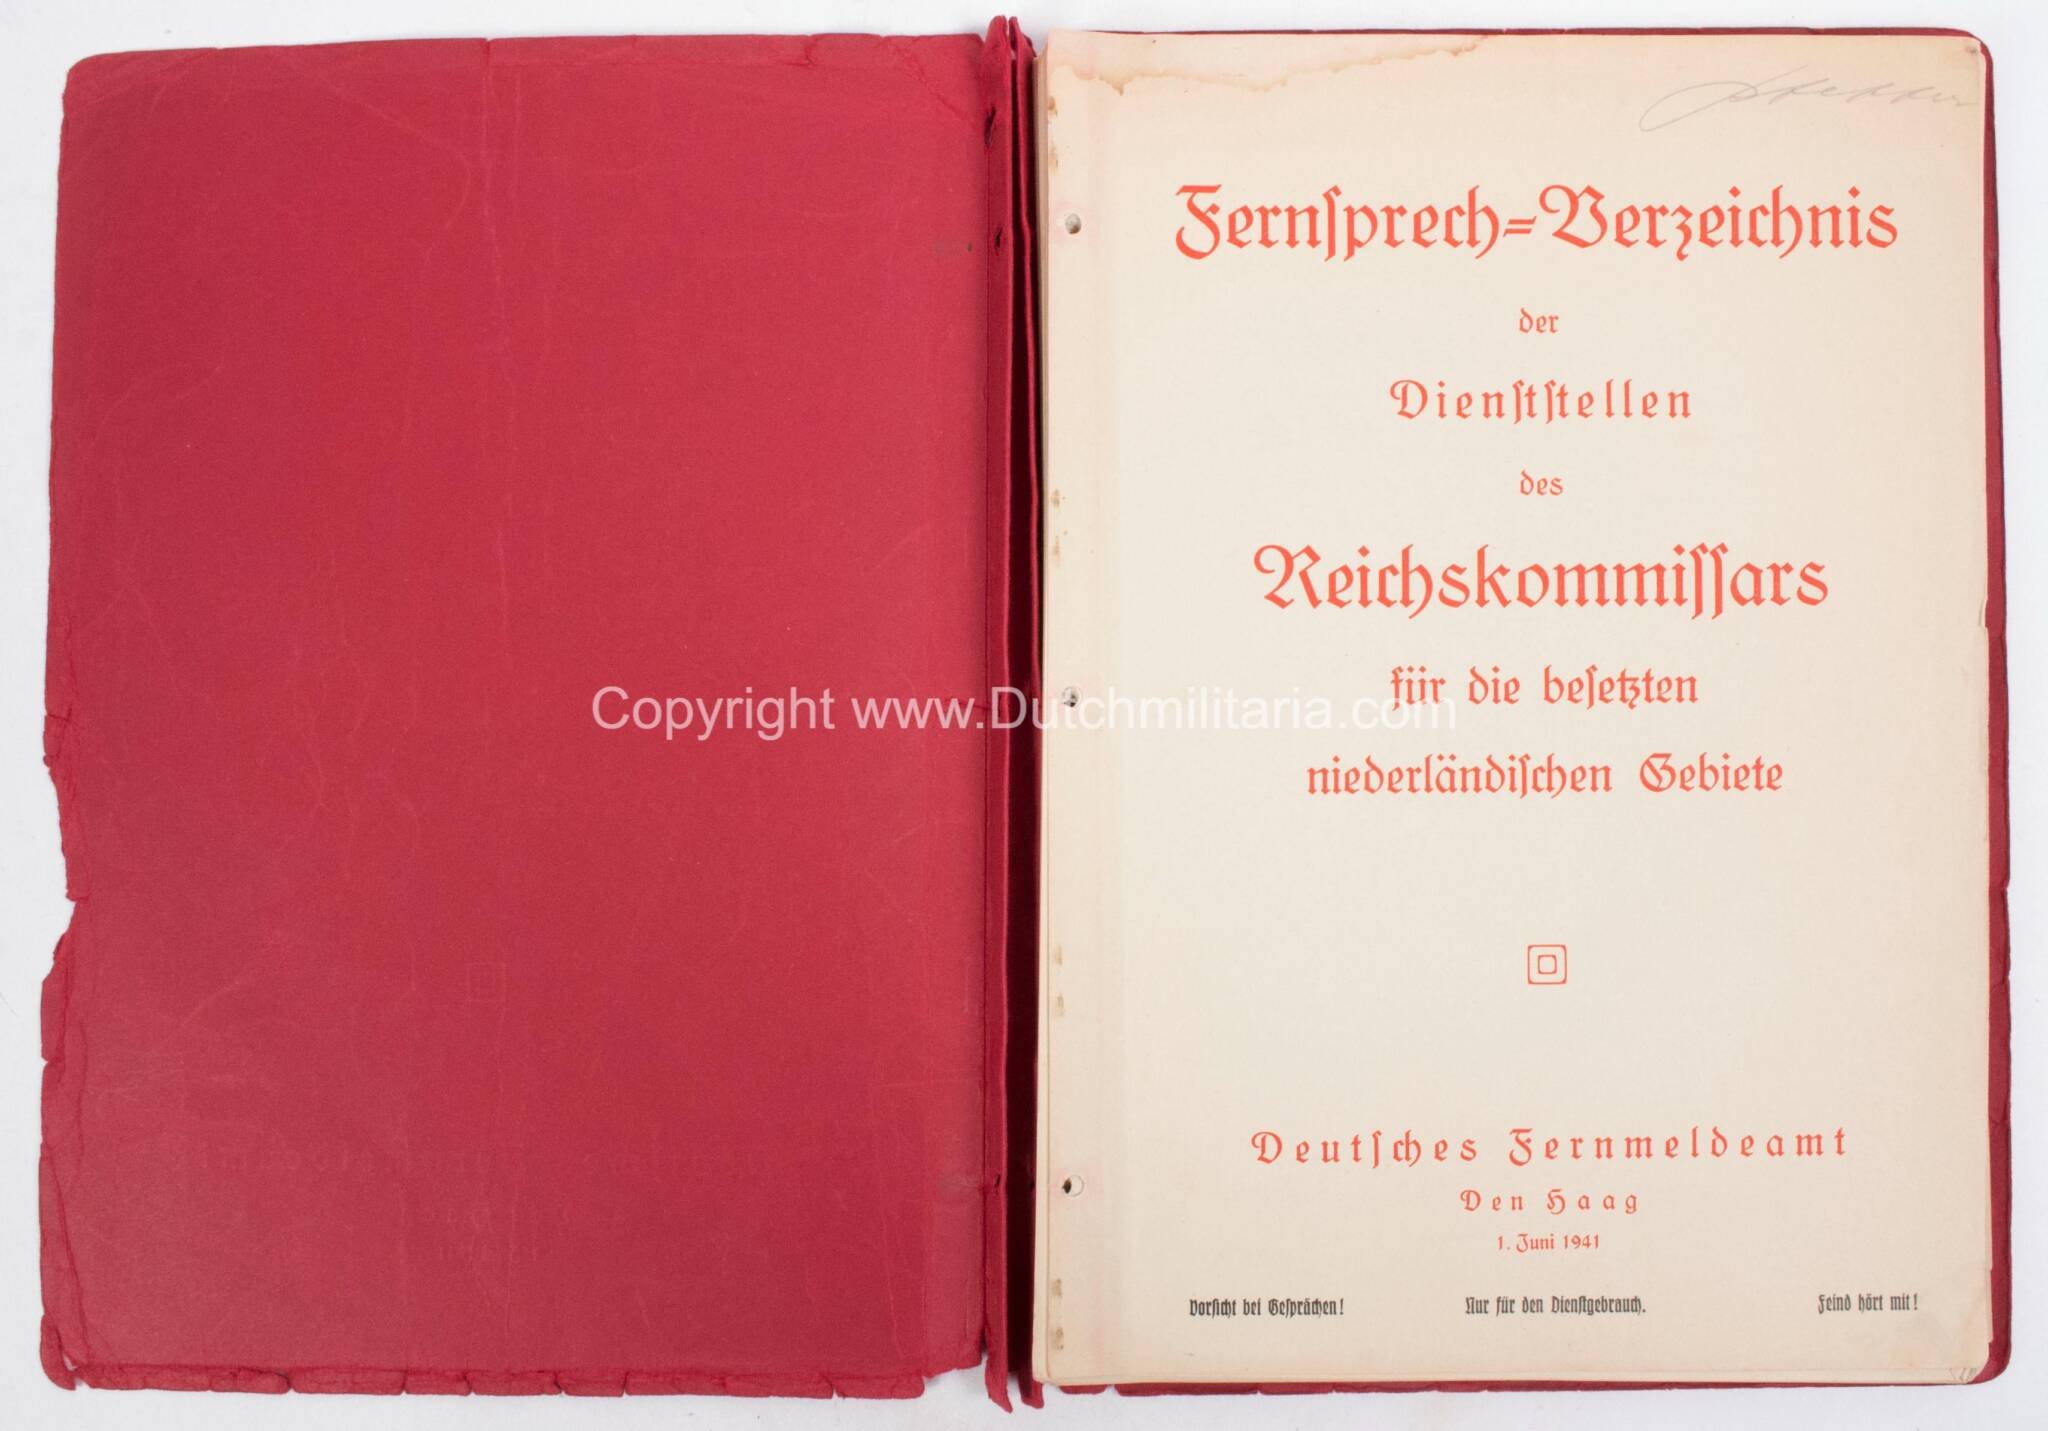 Fernsprech=Verzeichnis
der
Dienststellen
des
Reichskommissars
für die besetzten
niederländischen Gebiete
Copyright www.Dutchmilitaria.com
Deutsches Fernmeldeamt
Den Haag
1. Juni 1941
Vorsicht bei Gesprächen! Nur für den Dienstgebrauch. Feind hört mit!